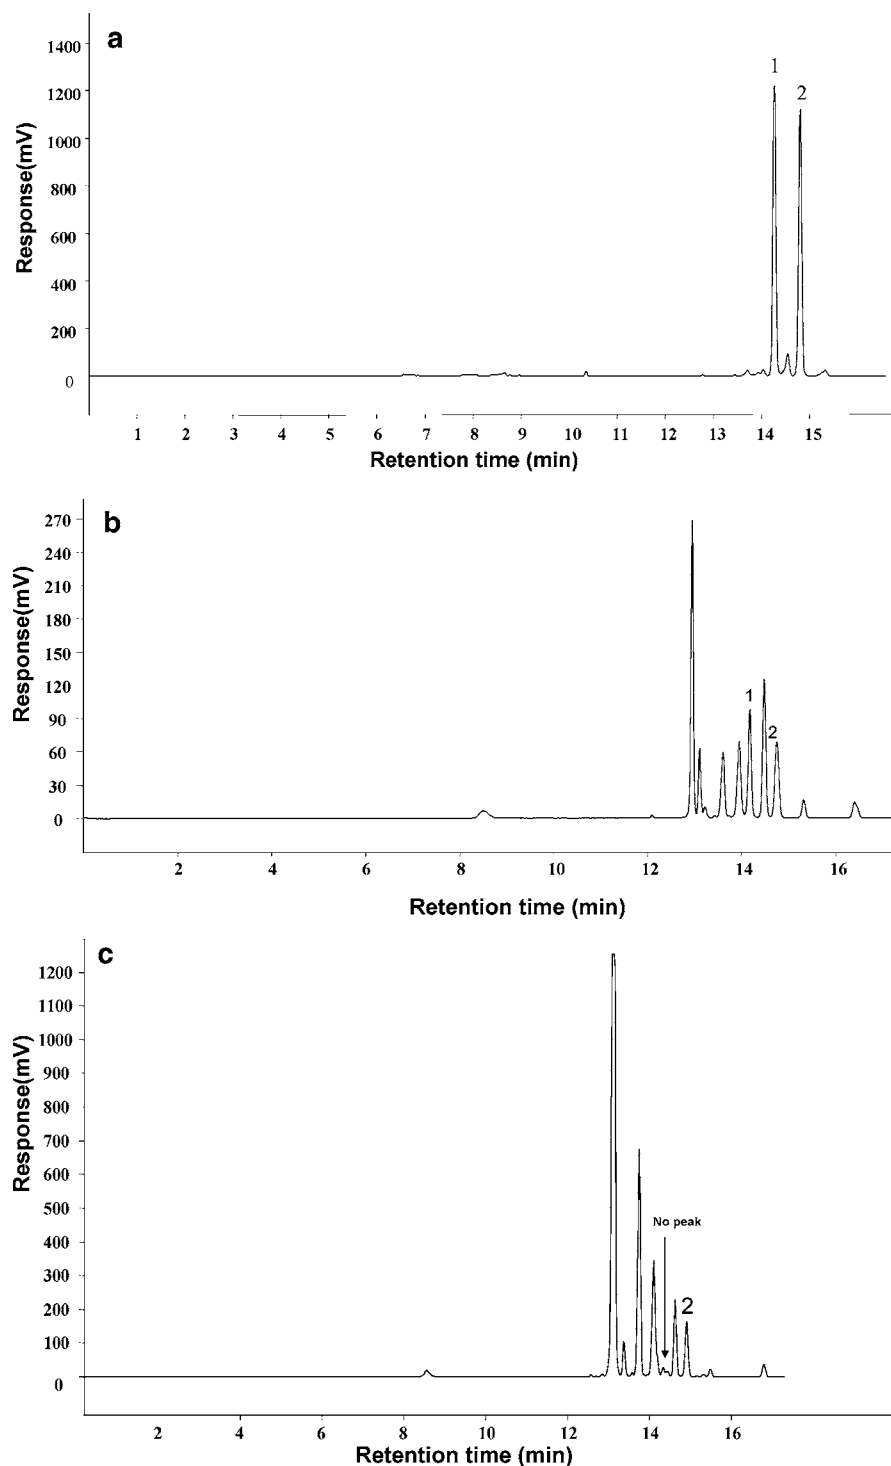 a
1400
1200
1000
800
600
400
200
0
Response(mV)
1
2
1 2 3 4 5 6 7 8 9 10 11 12 13 14 15
Retention time (min)
b
270
240
210
180
150
120
90
60
30
0
Response(mV)
1
2
2 4 6 8 10 12 14 16
Retention time (min)
c
1200
1100
1000
900
800
700
600
500
400
300
200
100
0
Response(mV)
No peak
2
2 4 6 8 10 12 14 16
Retention time (min)